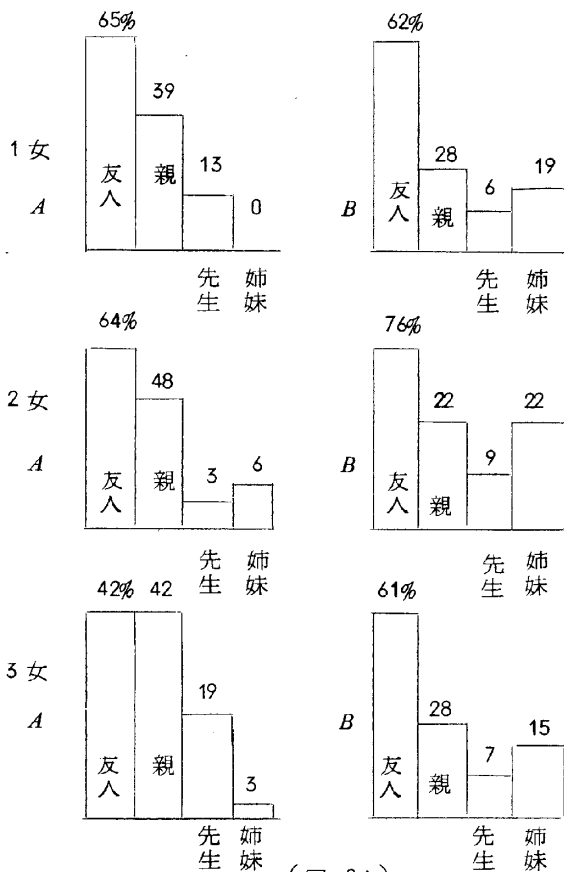 65%
39
13
0
友人
親
先生
姉妹
1女
A
62%
28
6
19
友人
親
先生
姉妹
B
64%
48
3
6
友人
親
先生
姉妹
2女
A
76%
22
9
22
友人
親
先生
姉妹
B
42%
42
19
3
友人
親
先生
姉妹
3女
A
61%
28
7
15
友人
親
先生
姉妹
B